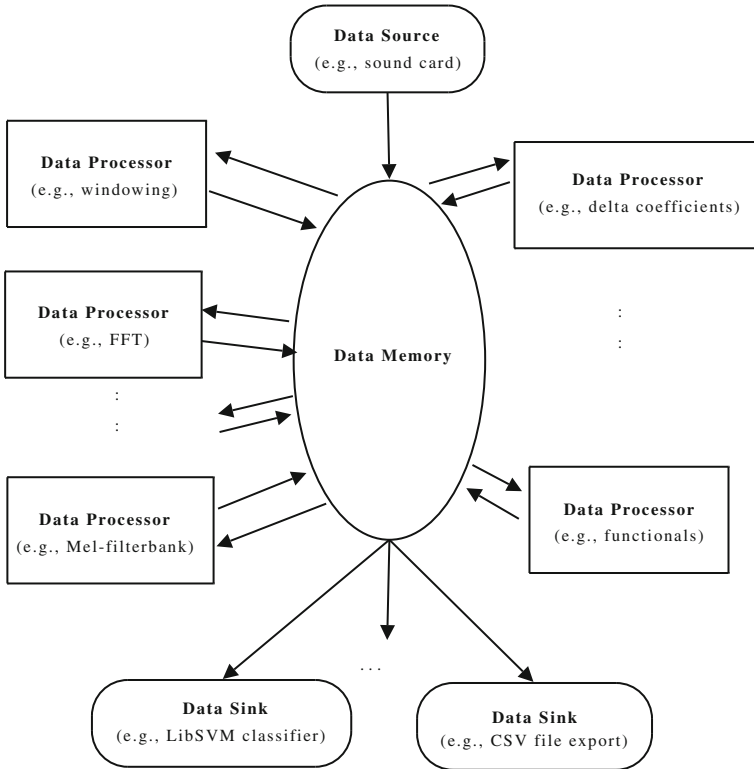 Data Source
(e.g., sound card)
Data Processor
(e.g., windowing)
Data Processor
(e.g., delta coefficients)
Data Processor
(e.g., FFT)
:
:
Data Memory
:
:
Data Processor
(e.g., Mel-filterbank)
Data Processor
(e.g., functionals)
...
Data Sink
(e.g., LibSVM classifier)
Data Sink
(e.g., CSV file export)